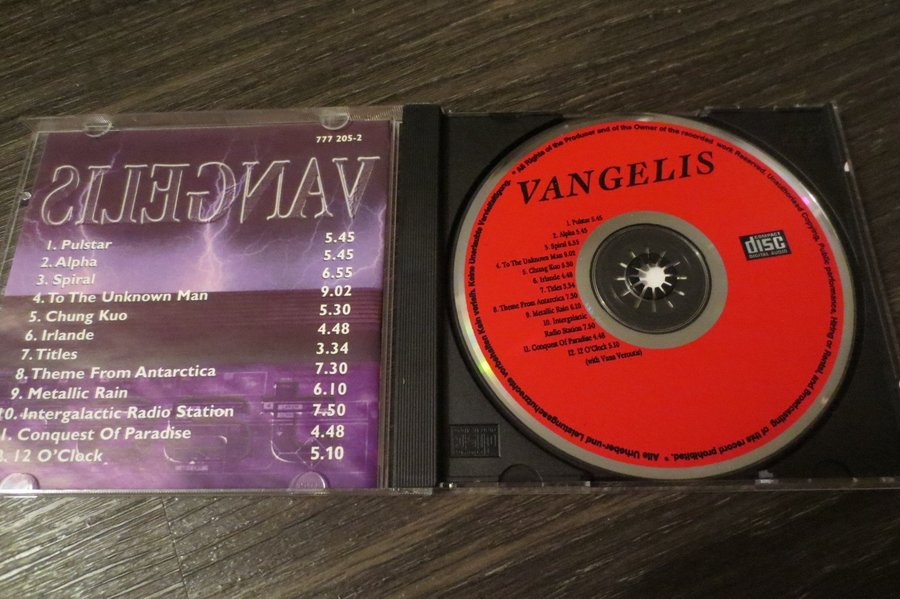 777 205-2
VANGELIS
1. Pulstar 5.45
2. Alpha 5.45
3. Spiral 6.55
4. To The Unknown Man 9.02
5. Chung Kuo 5.30
6. Irlande 4.48
7. Titles 3.34
8. Theme From Antarctica 7.30
9. Metallic Rain 6.10
10. Intergalactic Radio Station 7.50
1. Conquest Of Paradise 4.48
. 12 O'Clock 5.10
VANGELIS
1. Pulstar 5.45
2. Alpha 5.45
3. Spiral 6.55
4. To The Unknown Man 9.02
5. Chung Kuo 5.30
6. Irlande 4.48
7. Titles 3.34
8. Theme From Antarctica 7.30
9. Metallic Rain 6.10
10. Intergalactic
Radio Station 7.50
11. Conquest Of Paradise 4.48
12. 12 O'Clock 5.10
(with Vana Veroutis)
COMPACT
disc
DIGITAL AUDIO
* All Rights of the Producer and of the Owner of the recorded work Reserved. Unauthorised Copying, Public performance, Hiring or Rental, and Broadcasting of this record prohibited. * Alle Urheber-und Leistungsschutzrechte vorbehalten Kein verleih. Keine Unerlaubte Vervielfältigung.